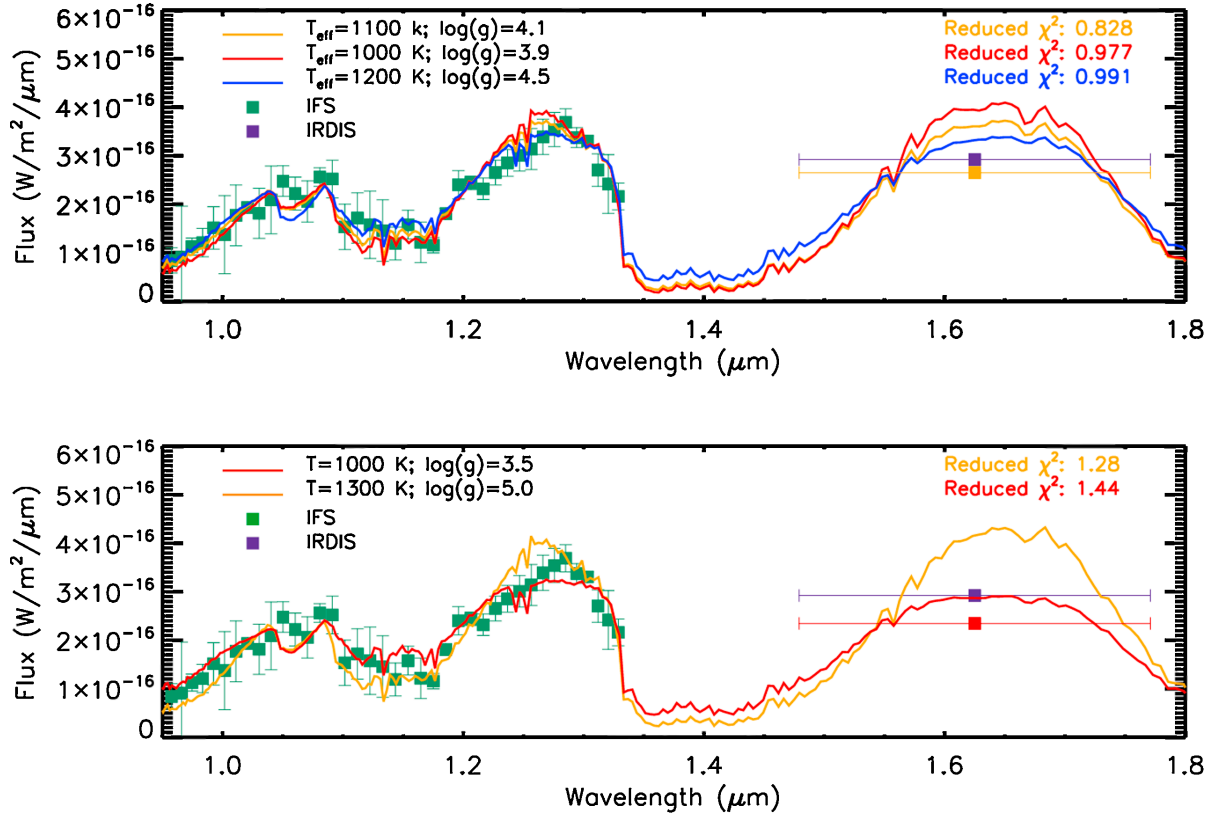 6×10⁻¹⁶
5×10⁻¹⁶
4×10⁻¹⁶
3×10⁻¹⁶
2×10⁻¹⁶
1×10⁻¹⁶
0
Flux (W/m²/μm)
T_eff=1100 k; log(g)=4.1
T_eff=1000 K; log(g)=3.9
T_eff=1200 K; log(g)=4.5
IFS
IRDIS
Reduced χ²: 0.828
Reduced χ²: 0.977
Reduced χ²: 0.991
1.0 1.2 1.4 1.6 1.8
Wavelength (μm)
6×10⁻¹⁶
5×10⁻¹⁶
4×10⁻¹⁶
3×10⁻¹⁶
2×10⁻¹⁶
1×10⁻¹⁶
0
Flux (W/m²/μm)
T=1000 K; log(g)=3.5
T=1300 K; log(g)=5.0
IFS
IRDIS
Reduced χ²: 1.28
Reduced χ²: 1.44
1.0 1.2 1.4 1.6 1.8
Wavelength (μm)